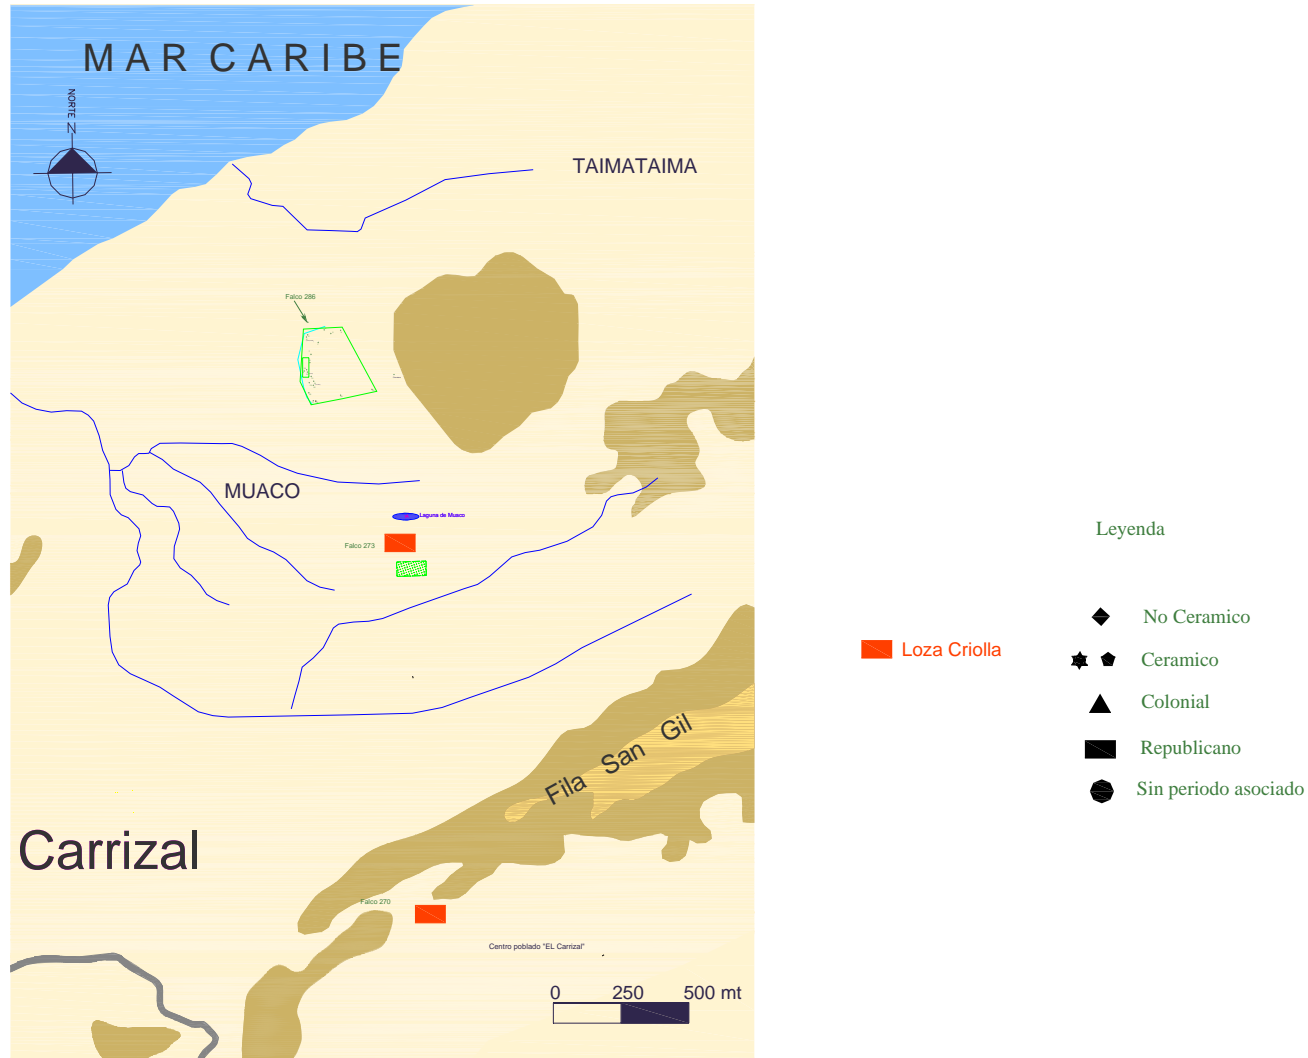 MAR CARIBE
NORTE
N
TAIMATAIMA
Falco 286
MUACO
Laguna de Muaco
Falco 273
Fila San Gil
Carrizal
Falco 270
Centro poblado "EL Carrizal"
0 250 500 mt
Leyenda
Loza Criolla
No Ceramico
Ceramico
Colonial
Republicano
Sin periodo asociado